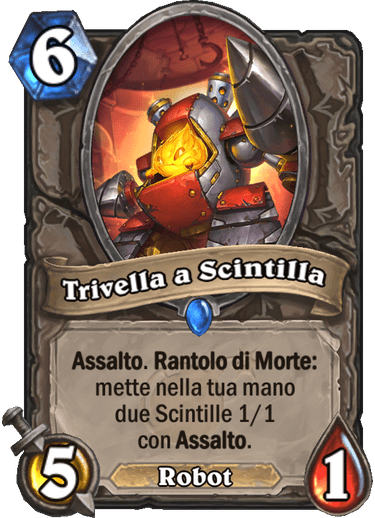 6
Trivella a Scintilla
Assalto. Rantolo di Morte:
mette nella tua mano
due Scintille 1/1
con Assalto.
5
Robot
1